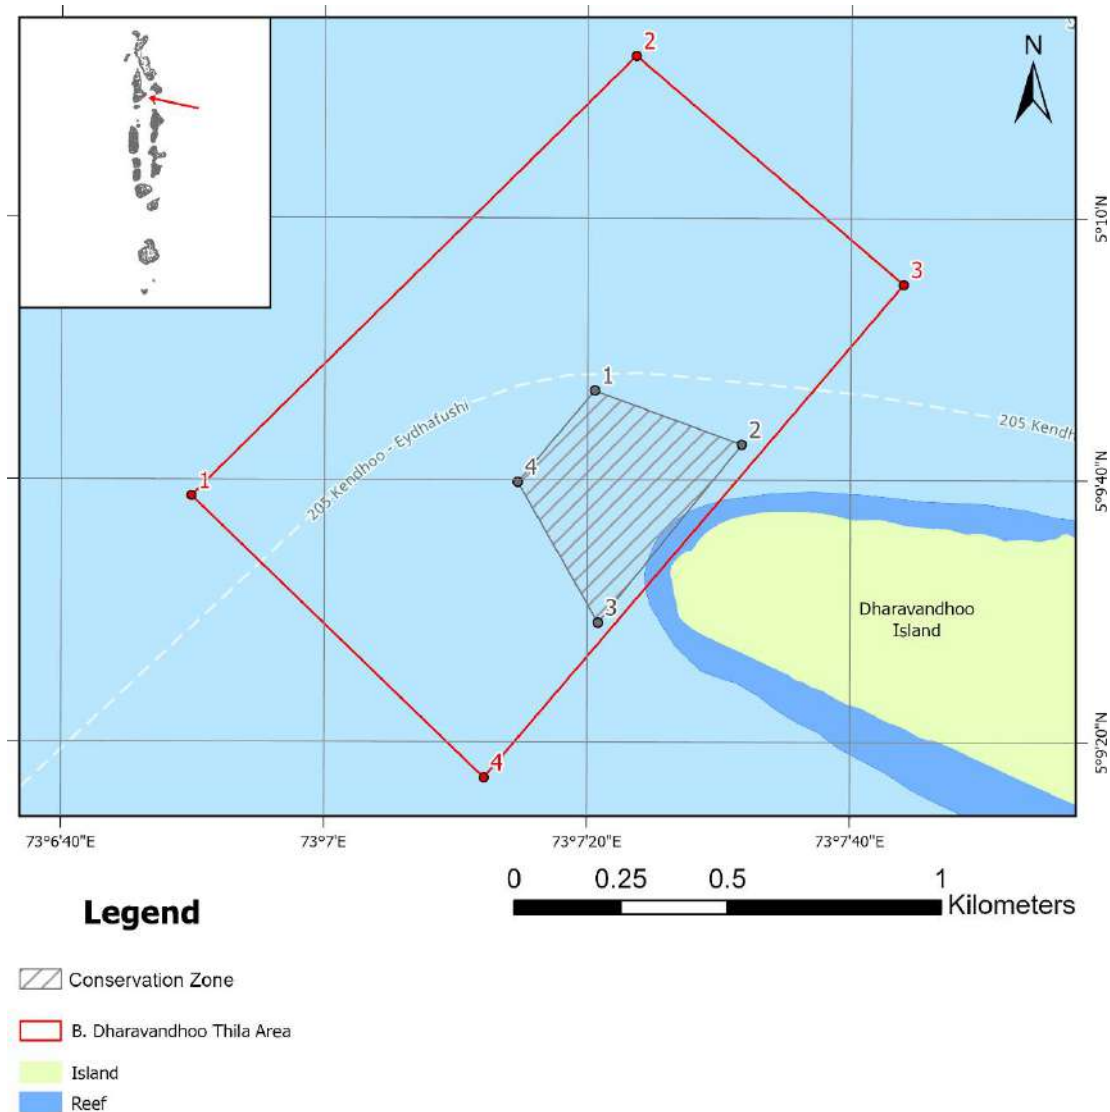 2
N
5°10'N
3
1
2
205 Kendhoo - Eydhafushi
205 Kendh
4
1
5°9'40"N
3
Dharavandhoo
Island
4
5°9'20"N
73°6'40"E
73°7'E
73°7'20"E
73°7'40"E
0
0.25
0.5
1
Kilometers
Legend
Conservation Zone
B. Dharavandhoo Thila Area
Island
Reef